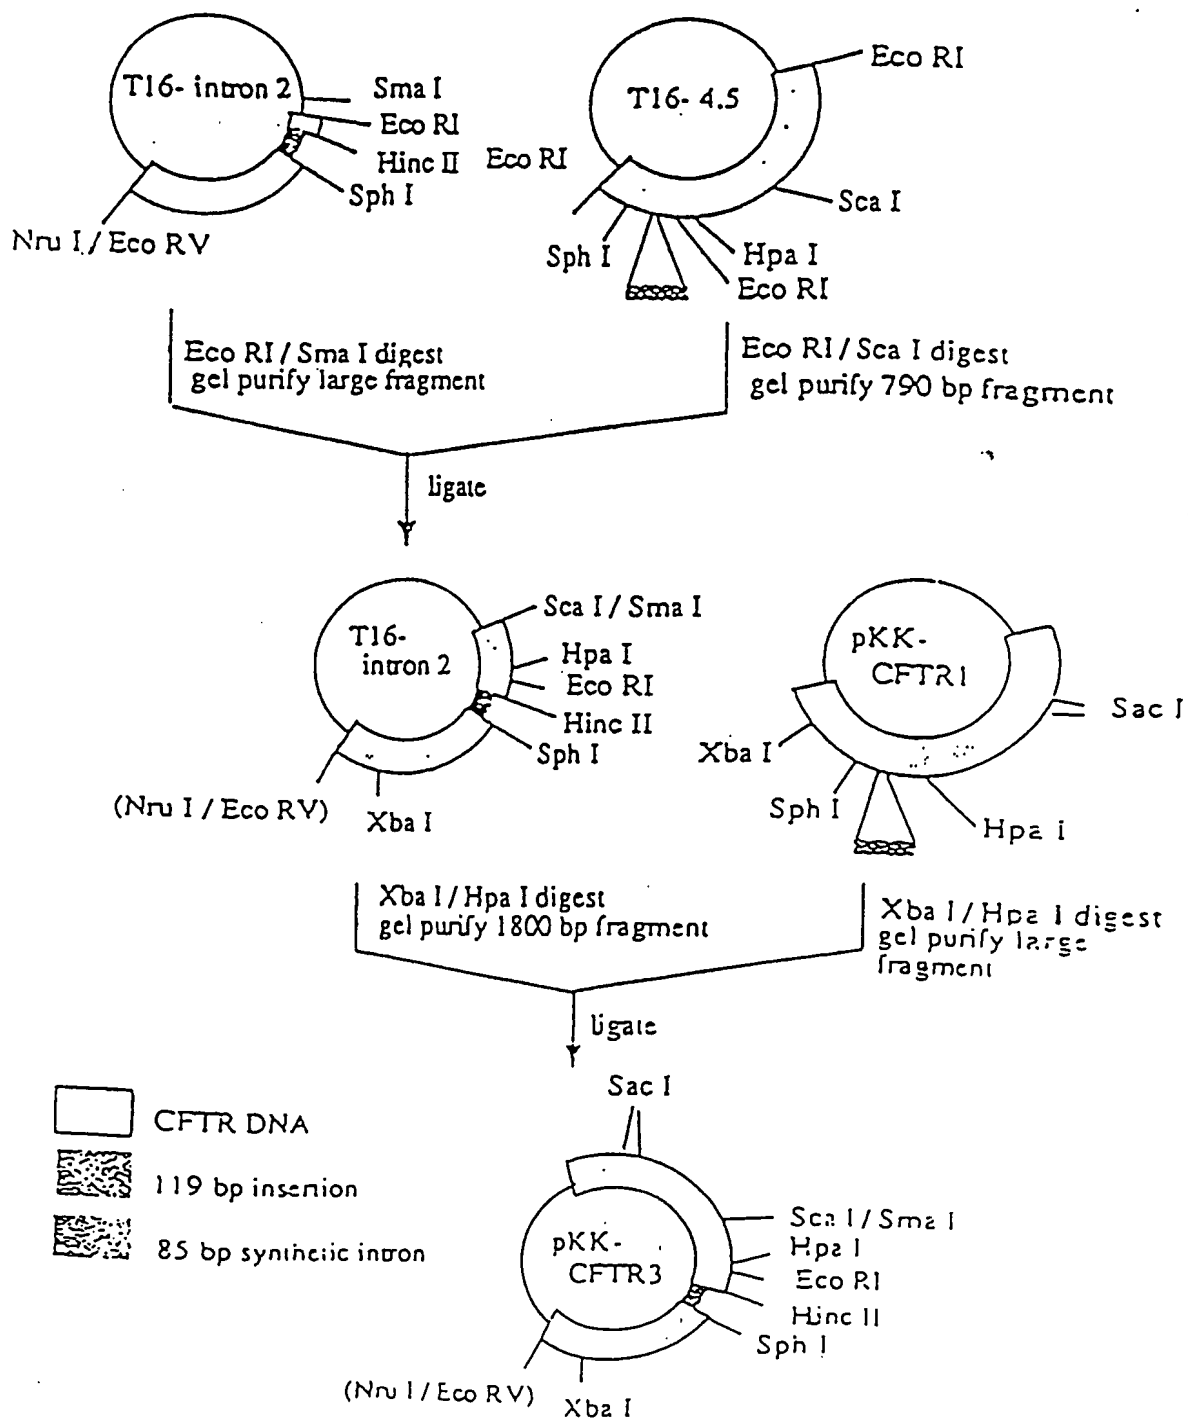 T16- intron 2
Sma I
Eco RI
Hinc II
Sph I
Nru I / Eco RV
T16- 4.5
Eco RI
Eco RI
Sca I
Sph I
Hpa I
Eco RI
Eco RI / Sma I digest
gel purify large fragment
Eco RI / Sca I digest
gel purify 790 bp fragment
ligate
T16-
intron 2
Sca I / Sma I
Hpa I
Eco RI
Hinc II
Sph I
(Nru I / Eco RV)
Xba I
pKK-
CFTR1
Sac I
Xba I
Sph I
Hpa i
Xba I / Hpa I digest
gel purify 1800 bp fragment
Xba I / Hpa I digest
gel purify large
fragment
ligate
Sac I
CFTR DNA
119 bp insertion
85 bp synthetic intron
pKK-
CFTR3
Sca I / Sma I
Hpa I
Eco RI
Hinc II
Sph I
(Nru I / Eco RV)
Xba I